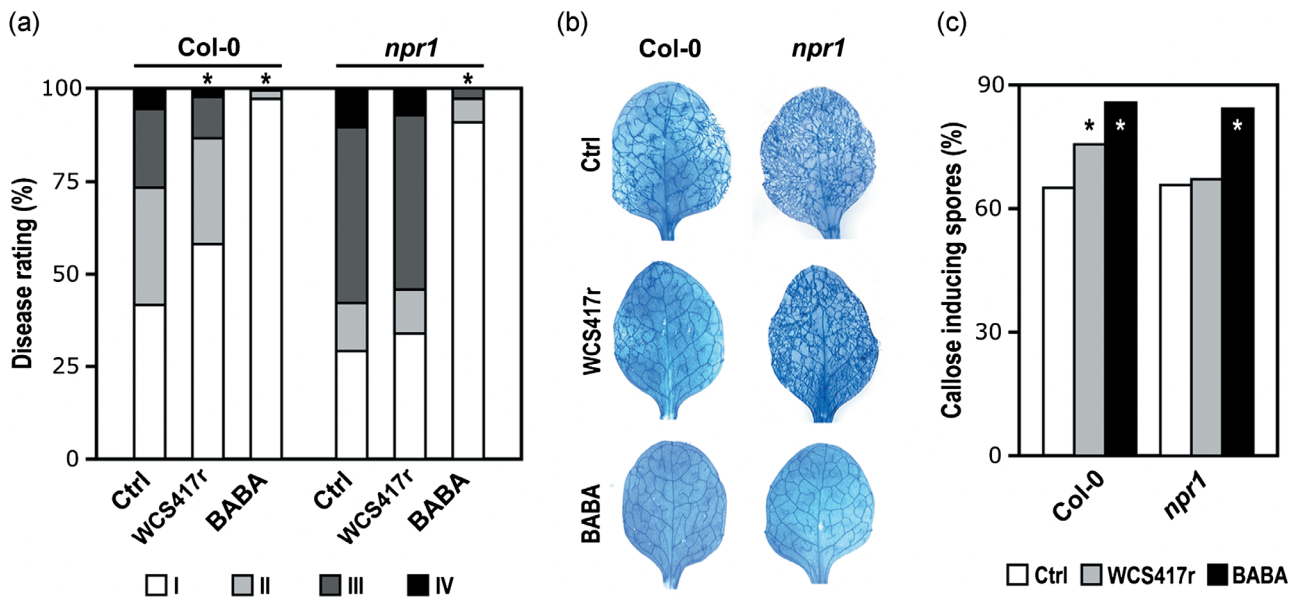 (a)
Col-0 npr1
* * *
Disease rating (%)
100
75
50
25
0
Ctrl WCS417r BABA Ctrl WCS417r BABA
I II III IV
(b)
Col-0 npr1
Ctrl
WCS417r
BABA
(c)
Callose inducing spores (%)
90
60
30
0
* * *
Col-0 npr1
Ctrl WCS417r BABA